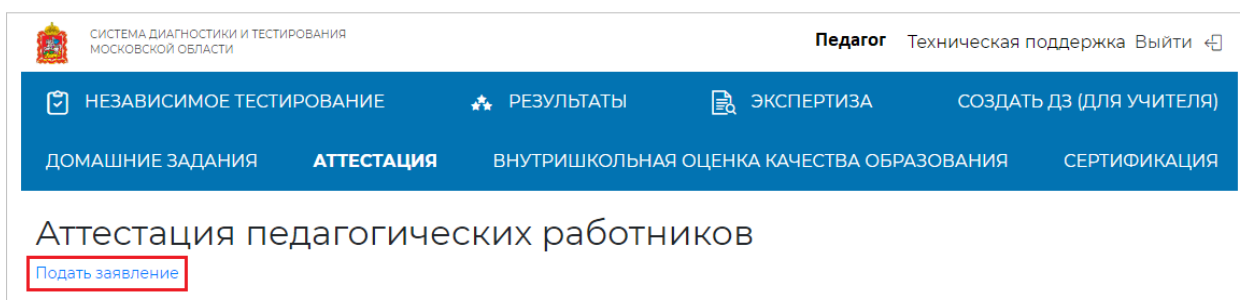 СИСТЕМА ДИАГНОСТИКИ И ТЕСТИРОВАНИЯ
МОСКОВСКОЙ ОБЛАСТИ
Педагог Техническая поддержка Выйти
НЕЗАВИСИМОЕ ТЕСТИРОВАНИЕ РЕЗУЛЬТАТЫ ЭКСПЕРТИЗА СОЗДАТЬ ДЗ (ДЛЯ УЧИТЕЛЯ)
ДОМАШНИЕ ЗАДАНИЯ АТТЕСТАЦИЯ ВНУТРИШКОЛЬНАЯ ОЦЕНКА КАЧЕСТВА ОБРАЗОВАНИЯ СЕРТИФИКАЦИЯ
Аттестация педагогических работников
Подать заявление